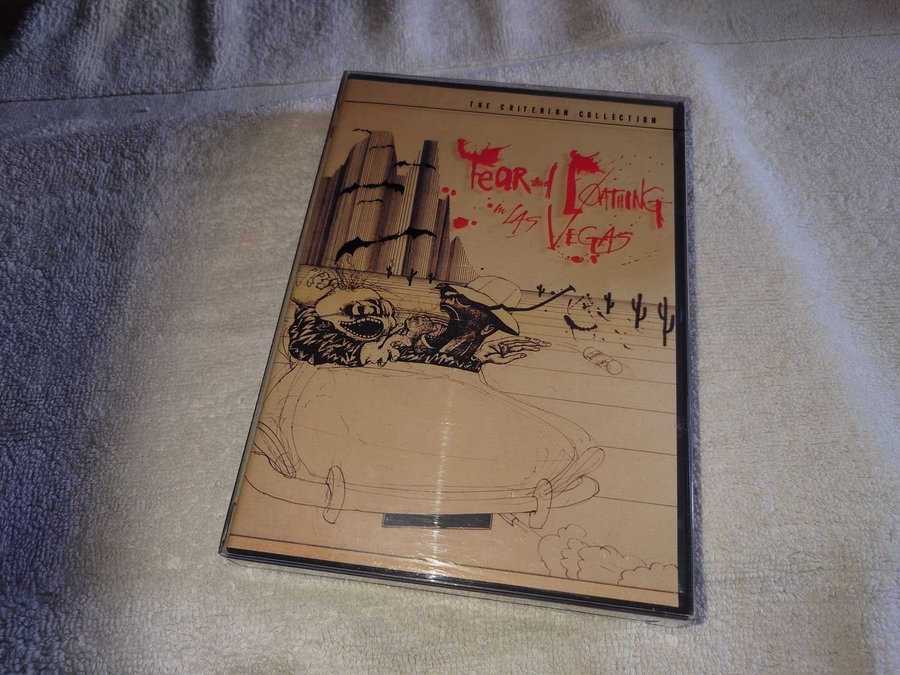 THE CRITERION COLLECTION
FEAR and LOATHING
in LAS VEGAS